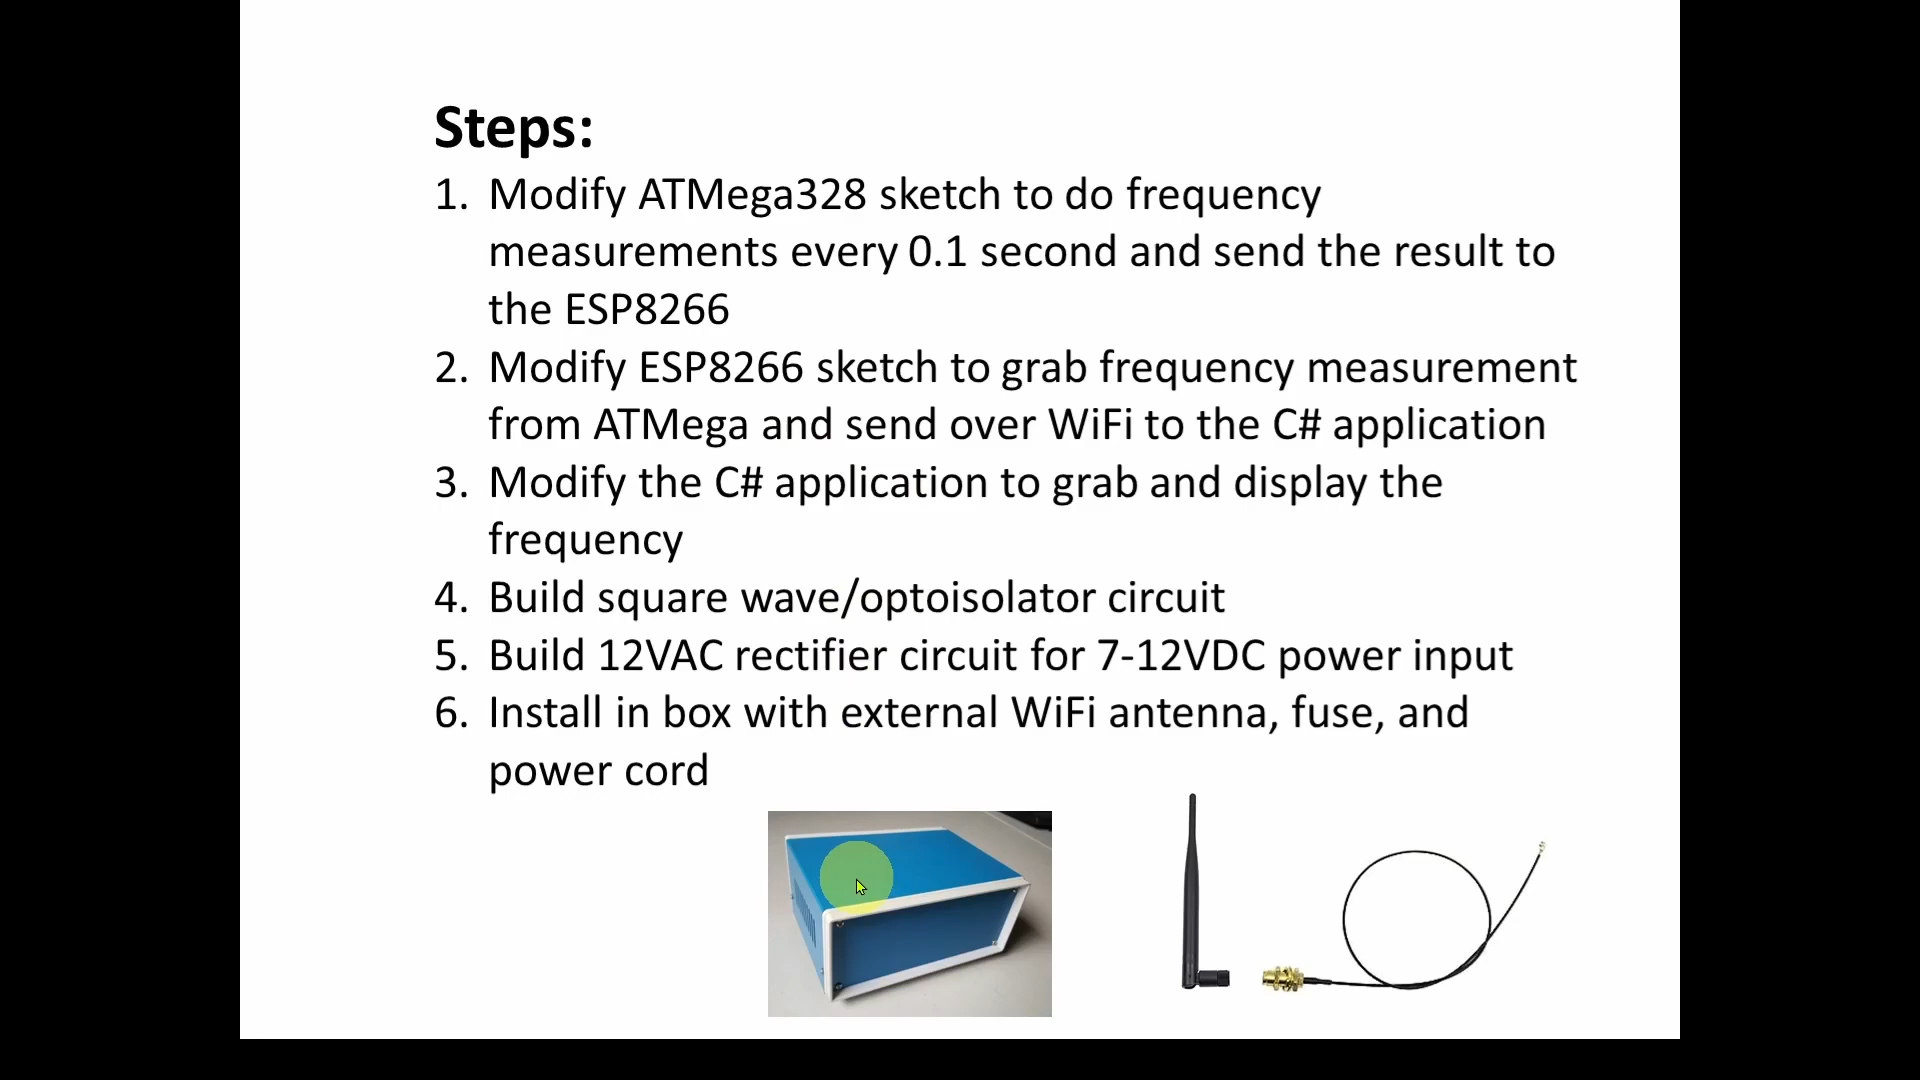 Steps:
1. Modify ATMega328 sketch to do frequency
measurements every 0.1 second and send the result to
the ESP8266
2. Modify ESP8266 sketch to grab frequency measurement
from ATMega and send over WiFi to the C# application
3. Modify the C# application to grab and display the
frequency
4. Build square wave/optoisolator circuit
5. Build 12VAC rectifier circuit for 7-12VDC power input
6. Install in box with external WiFi antenna, fuse, and
power cord